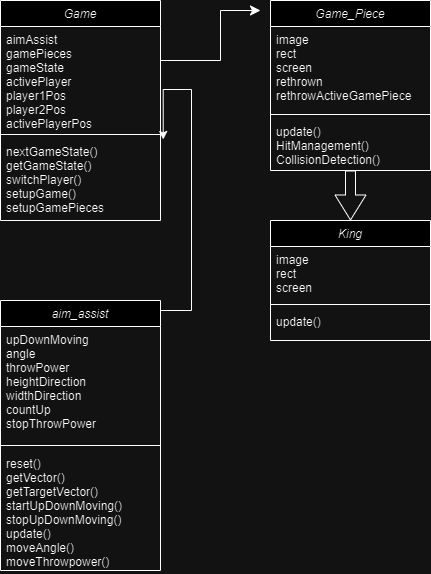 Game
aimAssist
gamePieces
gameState
activePlayer
player1Pos
player2Pos
activePlayerPos
nextGameState()
getGameState()
switchPlayer()
setupGame()
setupGamePieces
Game_Piece
image
rect
screen
rethrown
rethrowActiveGamePiece
update()
HitManagement()
CollisionDetection()
King
image
rect
screen
update()
aim_assist
upDownMoving
angle
throwPower
heightDirection
widthDirection
countUp
stopThrowPower
reset()
getVector()
getTargetVector()
startUpDownMoving()
stopUpDownMoving()
update()
moveAngle()
moveThrowpower()